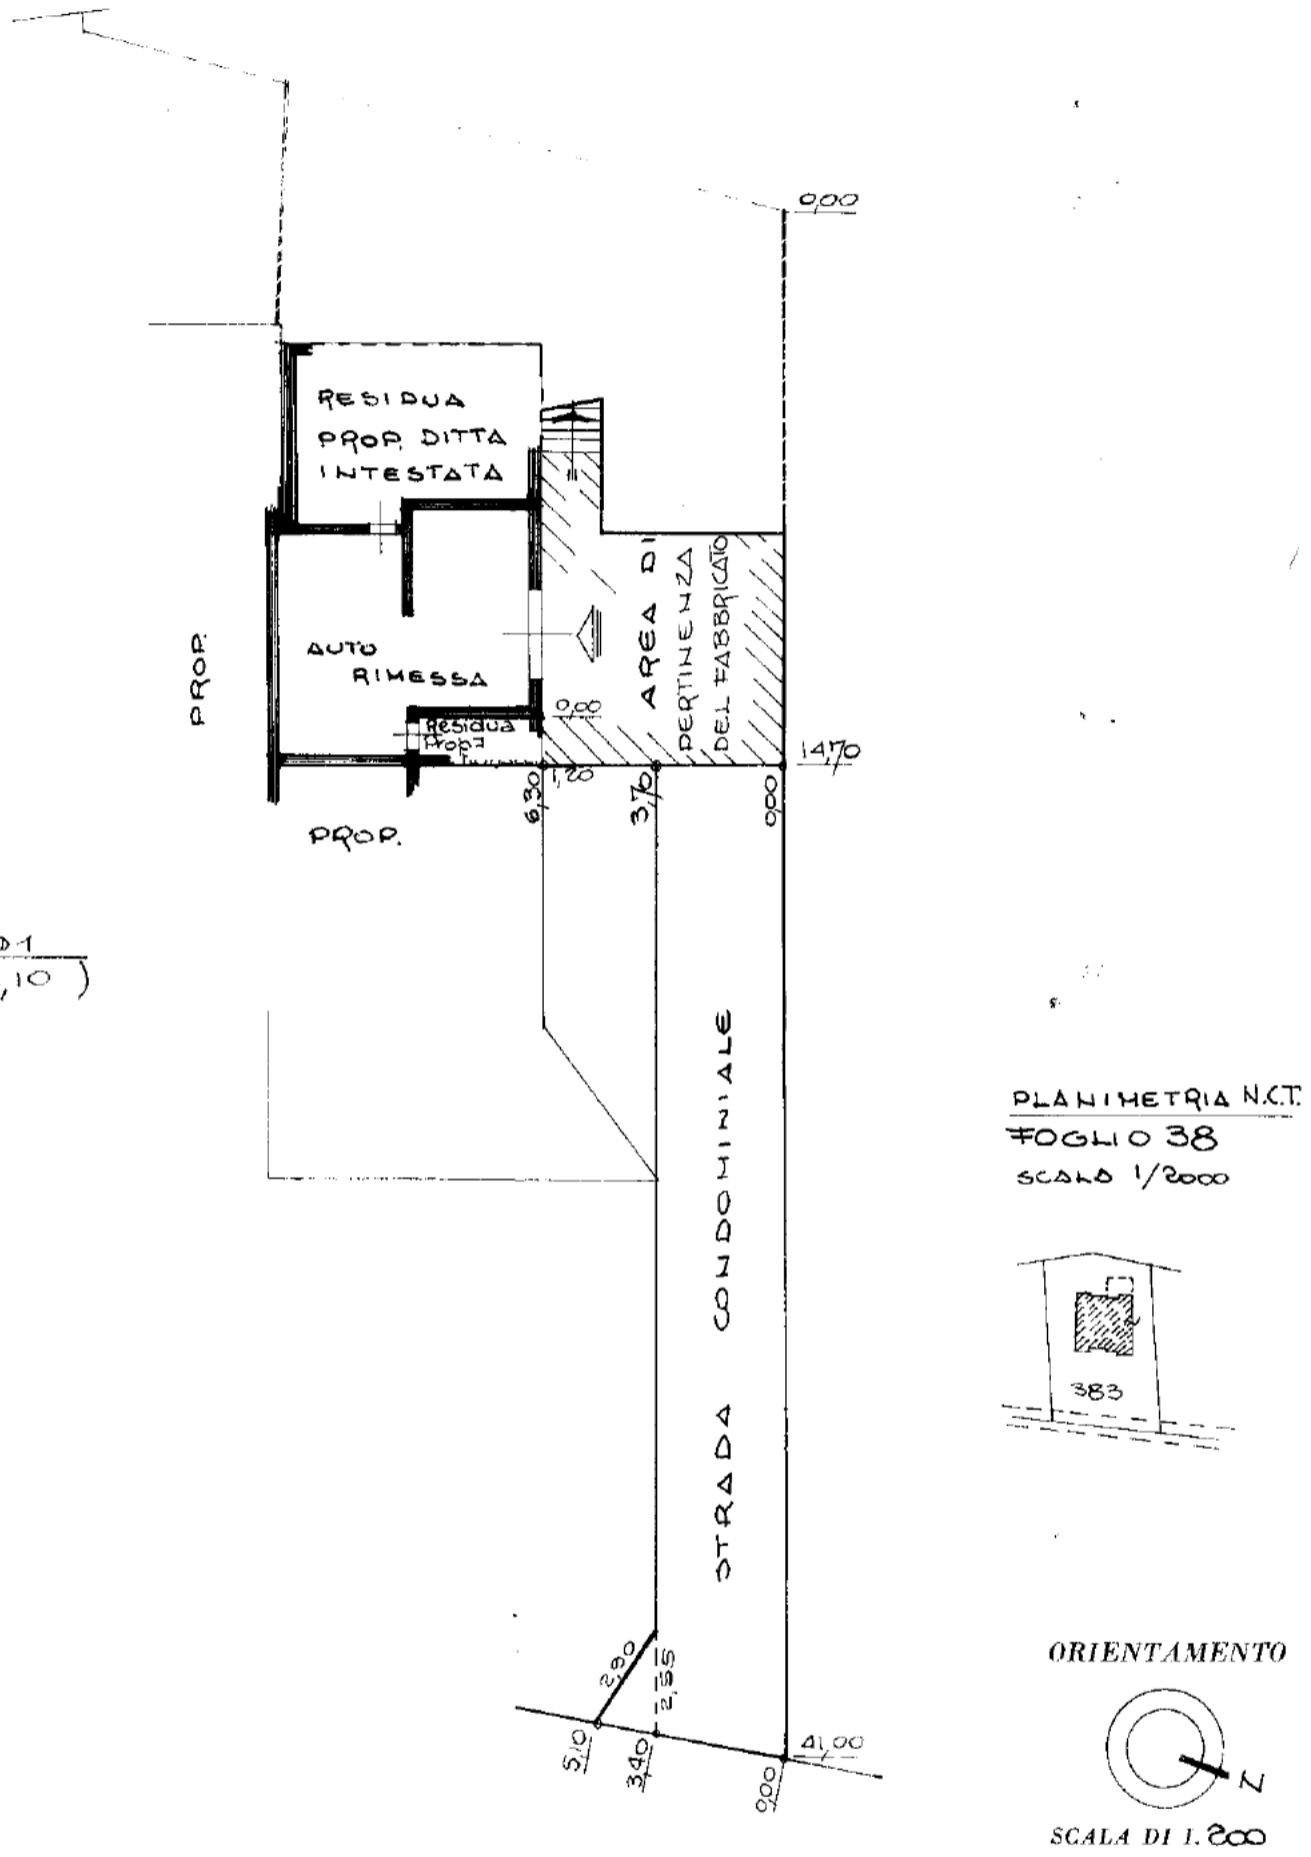 0,00
RESIDUA
PROP. DITTA
INTESTATA
AREA DI
PERTINENZA
DEL FABBRICATO
PROP.
AUTO
RIMESSA
0,00
Residua
14,70
6,30
1,20
3,70
0,00
PROP.
,10 )
STRADA CONDOMINIALE
PLANIMETRIA N.C.T.
FOGLIO 38
SCALA 1/2000
383
2,90
2,55
5,10
3,40
0,00
41,00
ORIENTAMENTO
N
SCALA DI 1. 200